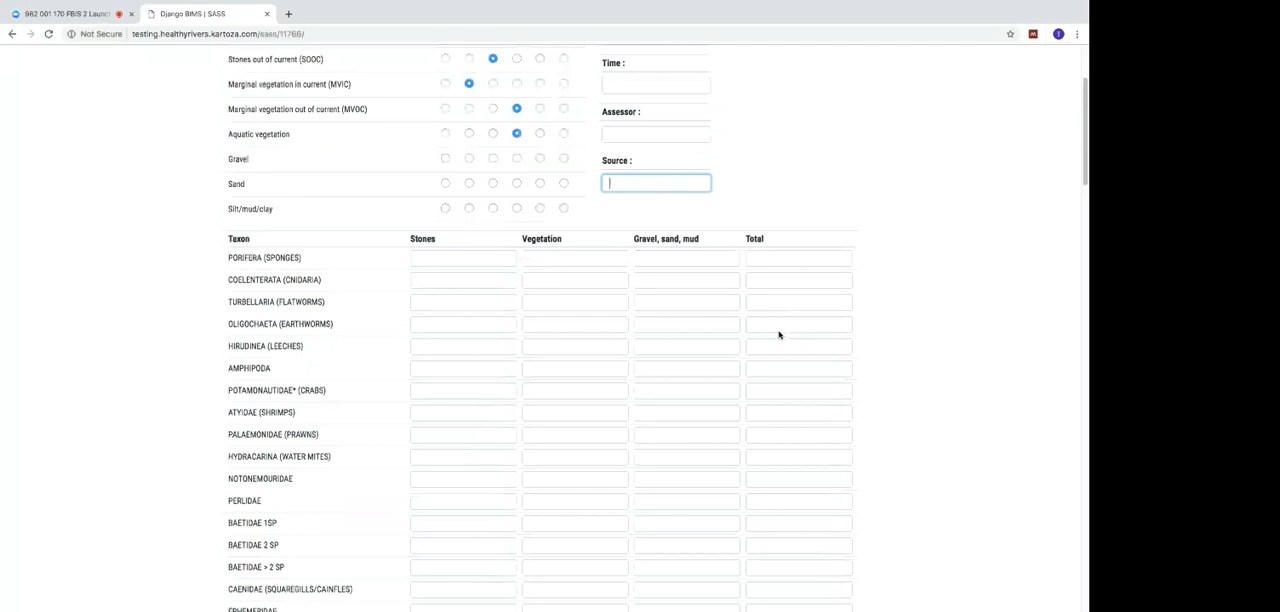 982 001 170 FBIS 2 Launc
Django BIMS | SASS
Not Secure
testing.healthyrivers.kartoza.com/sass/11766/
M
T
Stones out of current (SOOC)
Marginal vegetation in current (MVIC)
Marginal vegetation out of current (MVOC)
Aquatic vegetation
Gravel
Sand
Silt/mud/clay
Time :
Assessor :
Source :
Taxon Stones Vegetation Gravel, sand, mud Total
PORIFERA (SPONGES)
COELENTERATA (CNIDARIA)
TURBELLARIA (FLATWORMS)
OLIGOCHAETA (EARTHWORMS)
HIRUDINEA (LEECHES)
AMPHIPODA
POTAMONAUTIDAE* (CRABS)
ATYIDAE (SHRIMPS)
PALAEMONIDAE (PRAWNS)
HYDRACARINA (WATER MITES)
NOTONEMOURIDAE
PERLIDAE
BAETIDAE 1SP
BAETIDAE 2 SP
BAETIDAE > 2 SP
CAENIDAE (SQUAREGILLS/CAINFLES)
EPHEMERIDAE